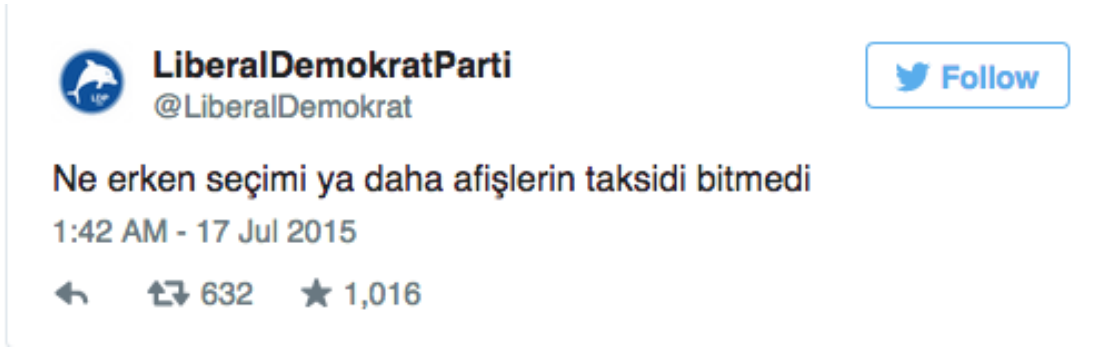 LiberalDemokratParti
@LiberalDemokrat
Follow
Ne erken seçimi ya daha afişlerin taksidi bitmedi
1:42 AM - 17 Jul 2015
632 1,016